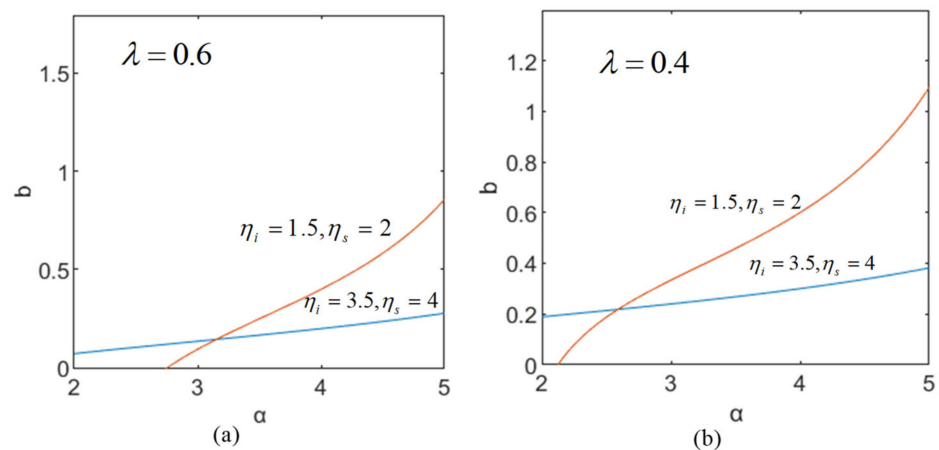 λ = 0.6
1.5
1
0.5
0
b
η_i = 1.5, η_s = 2
η_i = 3.5, η_s = 4
2 3 4 5
α
(a)
λ = 0.4
1.2
1
0.8
0.6
0.4
0.2
0
b
η_i = 1.5, η_s = 2
η_i = 3.5, η_s = 4
2 3 4 5
α
(b)